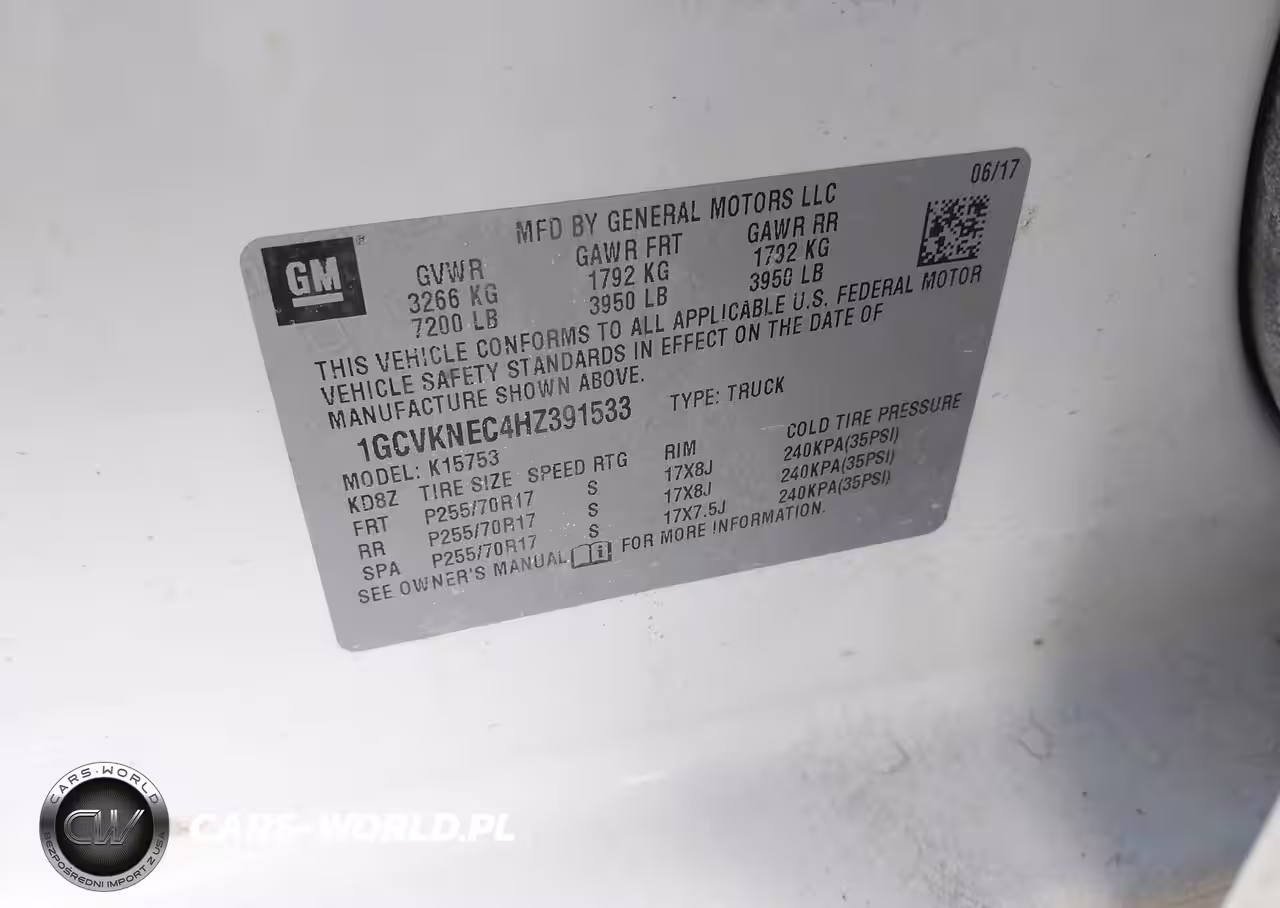 06/17
MFD BY GENERAL MOTORS LLC
GM®
GVWR GAWR FRT GAWR RR
3266 KG 1792 KG 1792 KG
7200 LB 3950 LB 3950 LB
THIS VEHICLE CONFORMS TO ALL APPLICABLE U.S. FEDERAL MOTOR
VEHICLE SAFETY STANDARDS IN EFFECT ON THE DATE OF
MANUFACTURE SHOWN ABOVE.
1GCVKNEC4HZ391533 TYPE: TRUCK
MODEL: K15753
KD8Z TIRE SIZE SPEED RTG RIM COLD TIRE PRESSURE
FRT P255/70R17 S 17X8J 240KPA(35PSI)
RR P255/70R17 S 17X8J 240KPA(35PSI)
SPA P255/70R17 S 17X7.5J 240KPA(35PSI)
SEE OWNER'S MANUAL FOR MORE INFORMATION.
CARS-WORLD
CW
BEZPOŚREDNI IMPORT Z USA
CARS-WORLD.PL